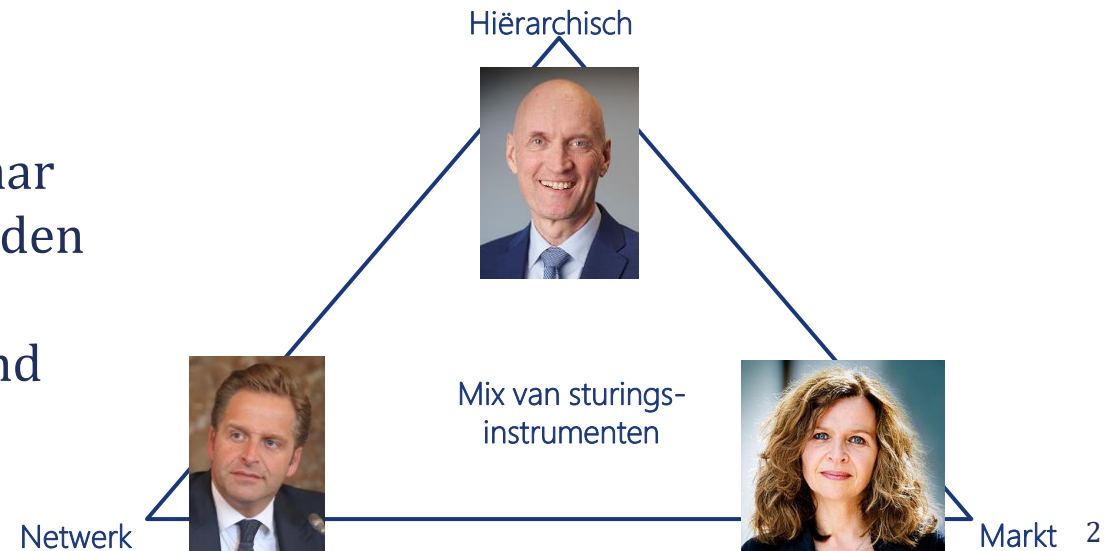 Hiërarchisch
Mix van sturings-
instrumenten
Netwerk
Markt
2